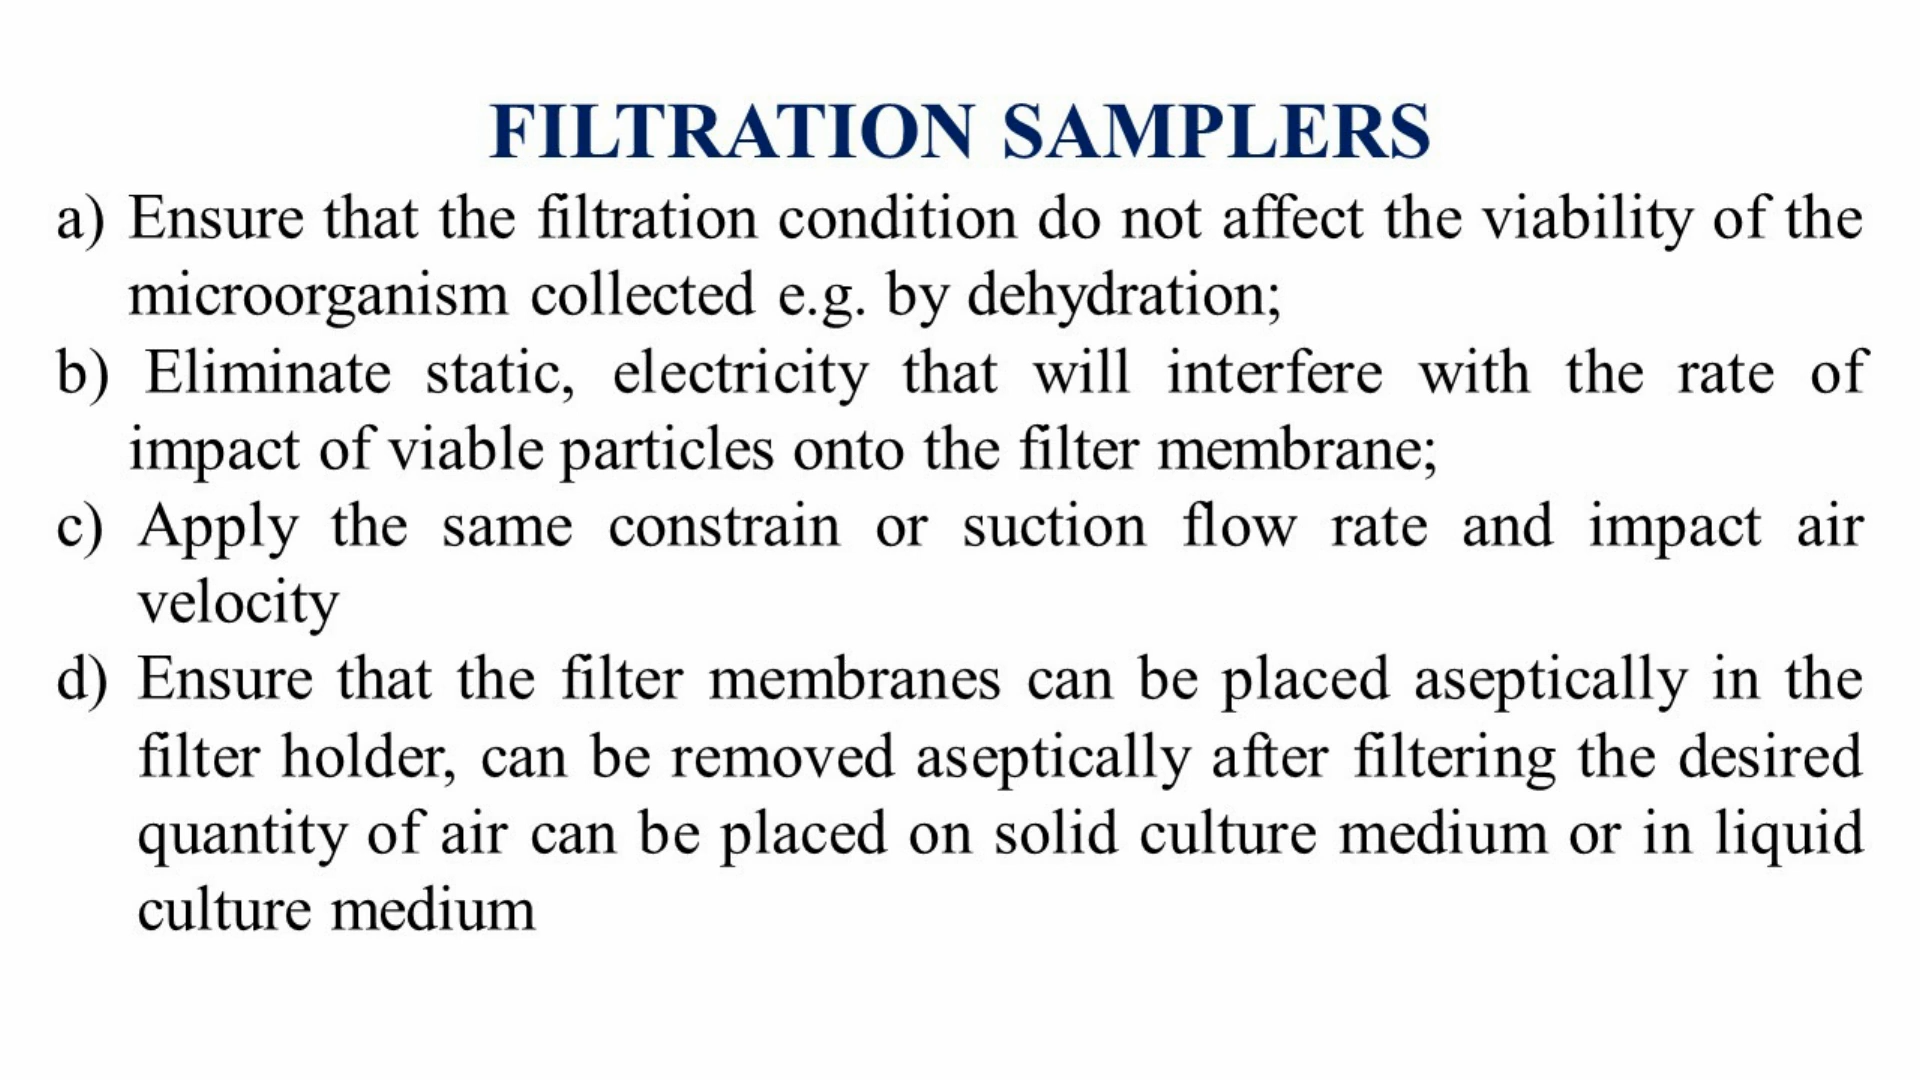 FILTRATION SAMPLERS
a) Ensure that the filtration condition do not affect the viability of the
microorganism collected e.g. by dehydration;
b) Eliminate static, electricity that will interfere with the rate of
impact of viable particles onto the filter membrane;
c) Apply the same constrain or suction flow rate and impact air
velocity
d) Ensure that the filter membranes can be placed aseptically in the
filter holder, can be removed aseptically after filtering the desired
quantity of air can be placed on solid culture medium or in liquid
culture medium